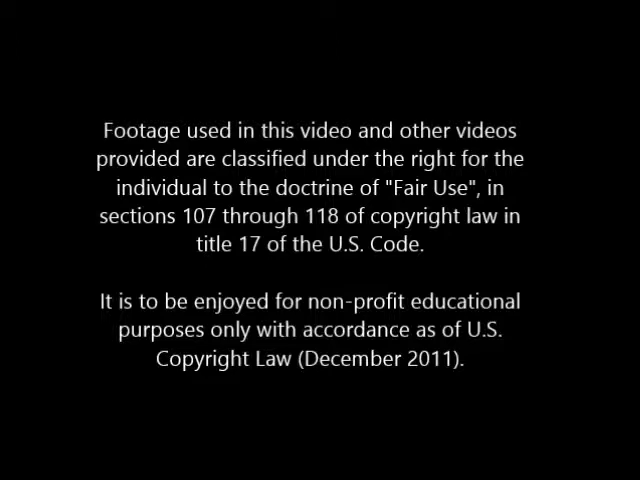 Footage used in this video and other videos
provided are classified under the right for the
individual to the doctrine of "Fair Use", in
sections 107 through 118 of copyright law in
title 17 of the U.S. Code.
It is to be enjoyed for non-profit educational
purposes only with accordance as of U.S.
Copyright Law (December 2011).